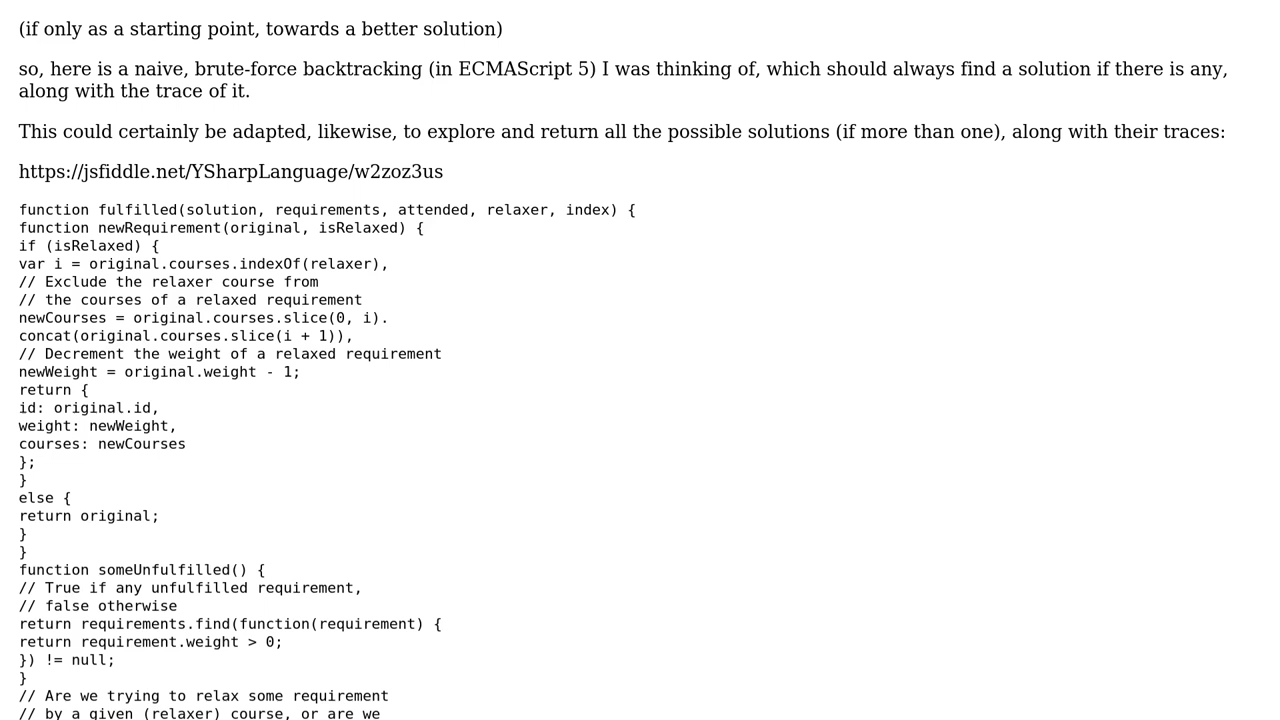 (if only as a starting point, towards a better solution)
so, here is a naive, brute-force backtracking (in ECMAScript 5) I was thinking of, which should always find a solution if there is any,
along with the trace of it.
This could certainly be adapted, likewise, to explore and return all the possible solutions (if more than one), along with their traces:
https://jsfiddle.net/YSharpLanguage/w2zoz3us
function fulfilled(solution, requirements, attended, relaxer, index) {
function newRequirement(original, isRelaxed) {
if (isRelaxed) {
var i = original.courses.indexOf(relaxer),
// Exclude the relaxer course from
// the courses of a relaxed requirement
newCourses = original.courses.slice(0, i).
concat(original.courses.slice(i + 1)),
// Decrement the weight of a relaxed requirement
newWeight = original.weight - 1;
return {
id: original.id,
weight: newWeight,
courses: newCourses
};
}
else {
return original;
}
}
function someUnfulfilled() {
// True if any unfulfilled requirement,
// false otherwise
return requirements.find(function(requirement) {
return requirement.weight > 0;
}) != null;
}
// Are we trying to relax some requirement
// by a given (relaxer) course, or are we